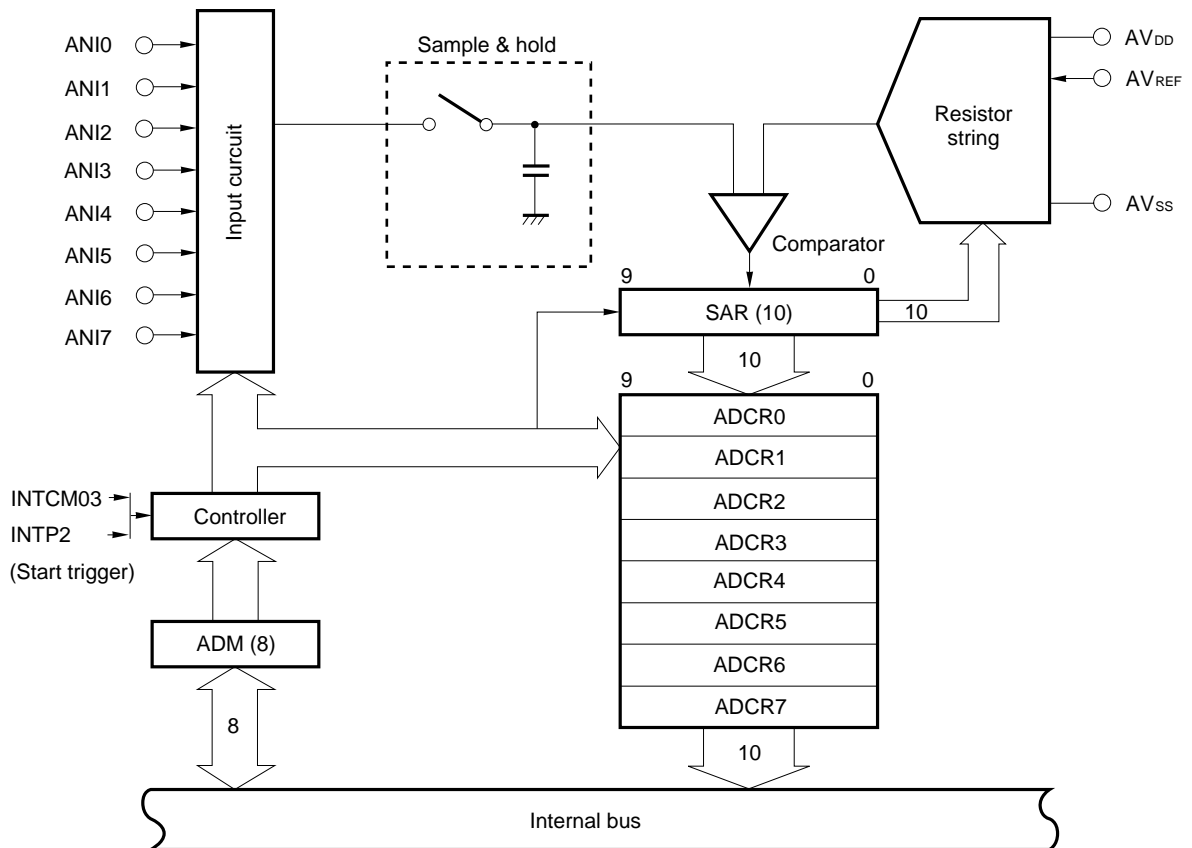 ANI0
ANI1
ANI2
ANI3
ANI4
ANI5
ANI6
ANI7
Input curcuit
Sample & hold
Resistor
string
AVDD
AVREF
AVSS
Comparator
9
0
SAR (10)
10
10
9
0
ADCR0
ADCR1
ADCR2
ADCR3
ADCR4
ADCR5
ADCR6
ADCR7
10
INTCM03
INTP2
(Start trigger)
Controller
ADM (8)
8
Internal bus